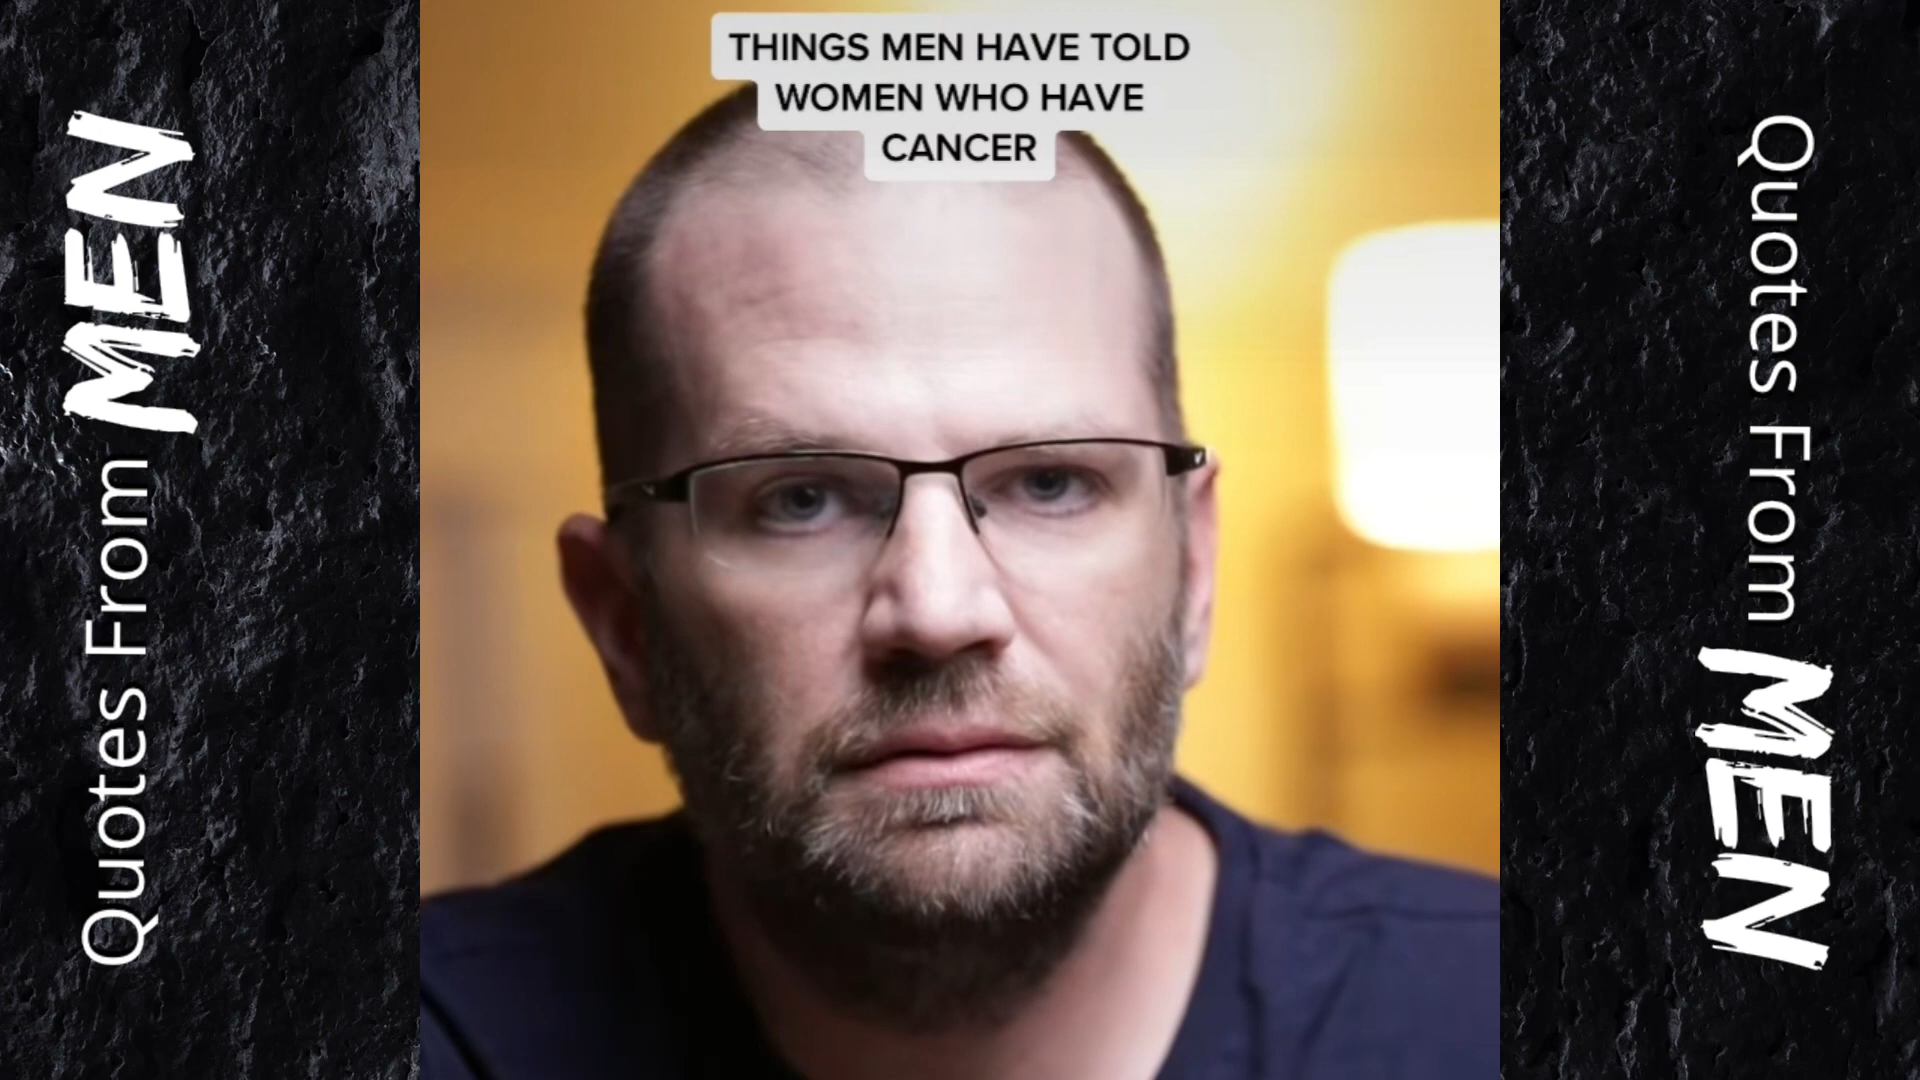 Quotes From MEN
THINGS MEN HAVE TOLD
WOMEN WHO HAVE
CANCER
Quotes From MEN